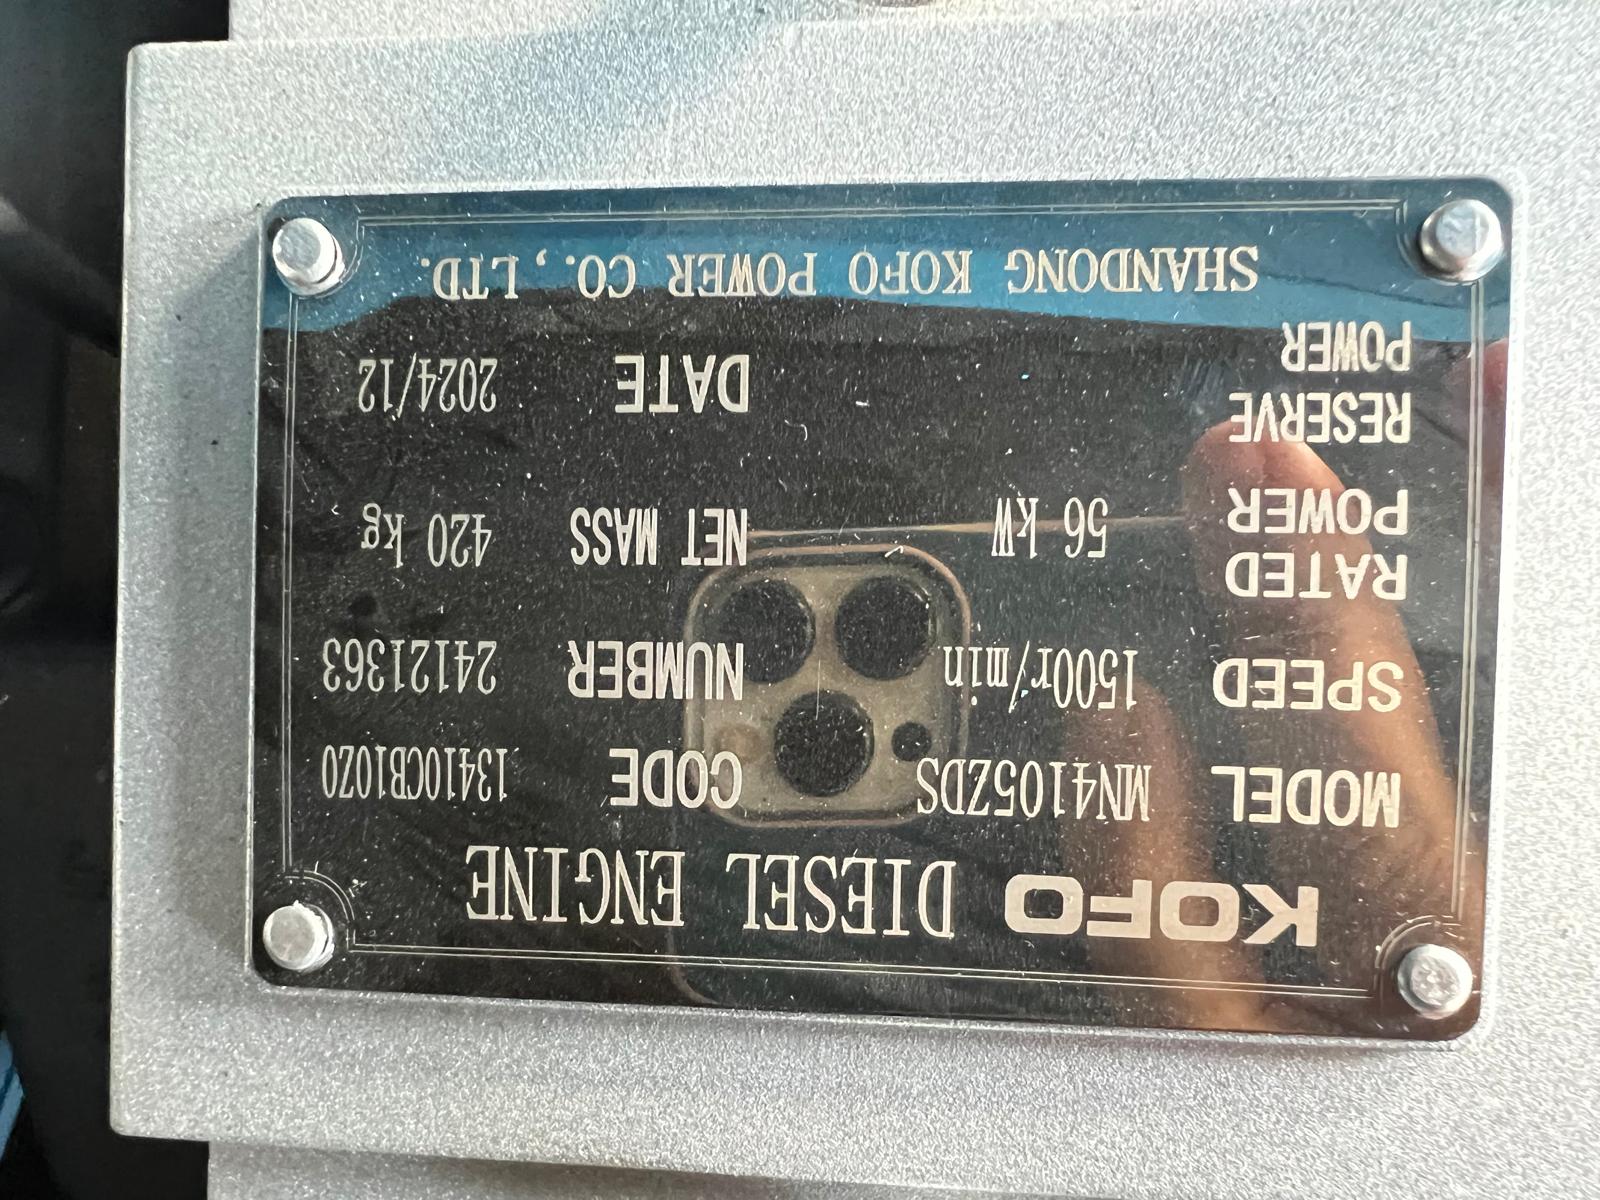 KOFO DIESEL ENGINE
MODEL MN4105ZDS CODE 13410CB10Z0
SPEED 1500r/min NUMBER 24121363
RATED
POWER 56 kW NET MASS 420 kg
RESERVE
POWER DATE 2024/12
SHANDONG KOFO POWER CO., LTD.